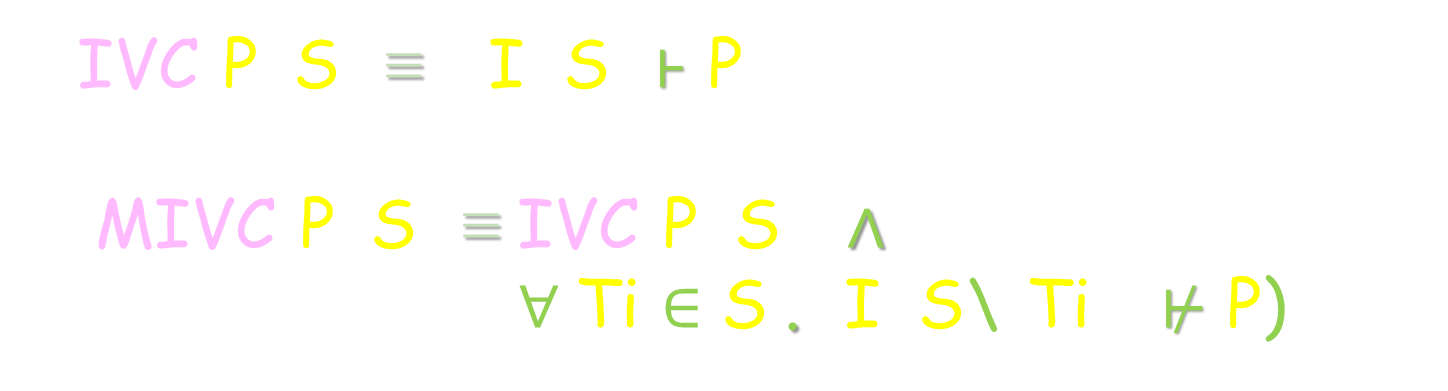 IVC P S ≡ I S ⊢ P
MIVC P S ≡ IVC P S ∧
∀ Ti ∈ S . I S\ Ti ⊬ P)